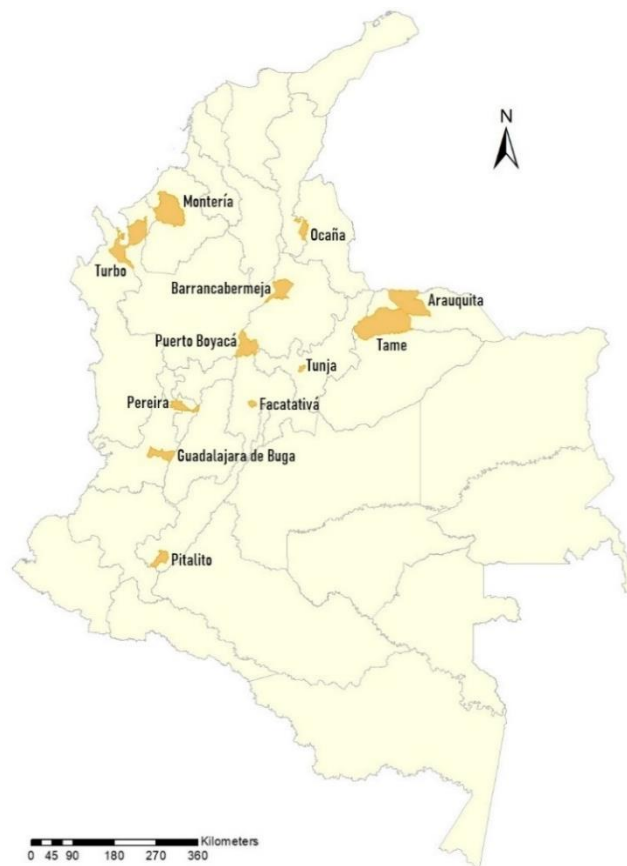 N
Montería
Ocaña
Turbo
Barrancabermeja
Arauquita
Puerto Boyacá
Tame
Tunja
Pereira
Facatativá
Guadalajara de Buga
Pitalito
Kilometers
0 45 90 180 270 360